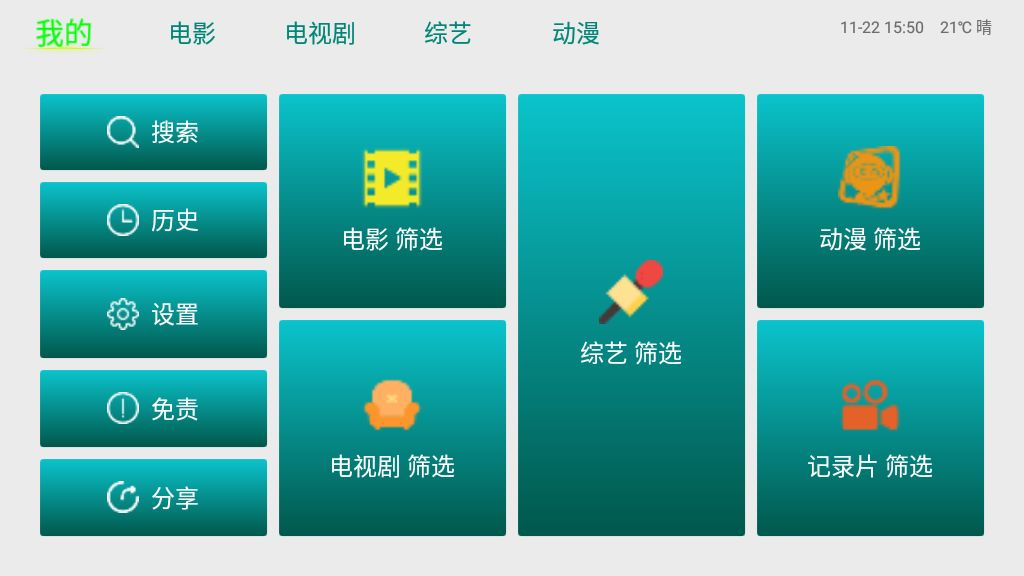 我的 电影 电视剧 综艺 动漫 11-22 15:50 21℃ 晴
搜索
历史
设置
免责
分享
电影 筛选
电视剧 筛选
综艺 筛选
动漫 筛选
记录片 筛选